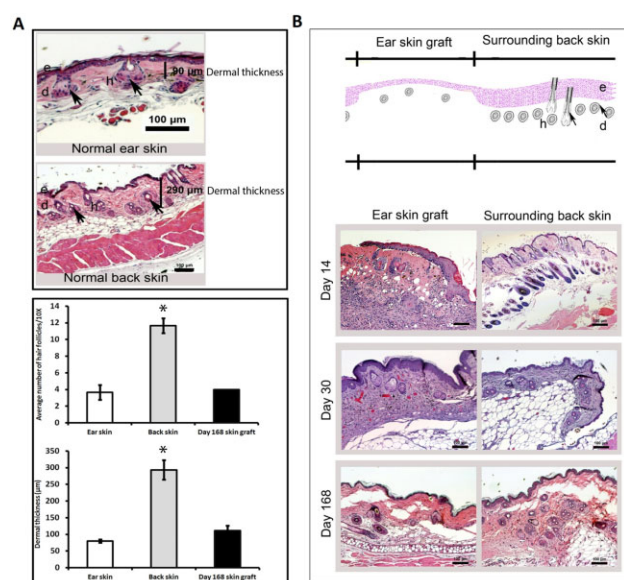 A
e
d
h
90 µm Dermal thickness
100 µm
Normal ear skin
e
d
h
290 µm Dermal thickness
100 µm
Normal back skin
Average number of hair follicles/10X
14
12
10
8
6
4
2
0
*
Ear skin
Back skin
Day 168 skin graft
Dermal thickness (µm)
350
300
250
200
150
100
50
0
*
Ear skin
Back skin
Day 168 skin graft
B
Ear skin graft
Surrounding back skin
e
d
h
Ear skin graft
Surrounding back skin
Day 14
Day 30
Day 168